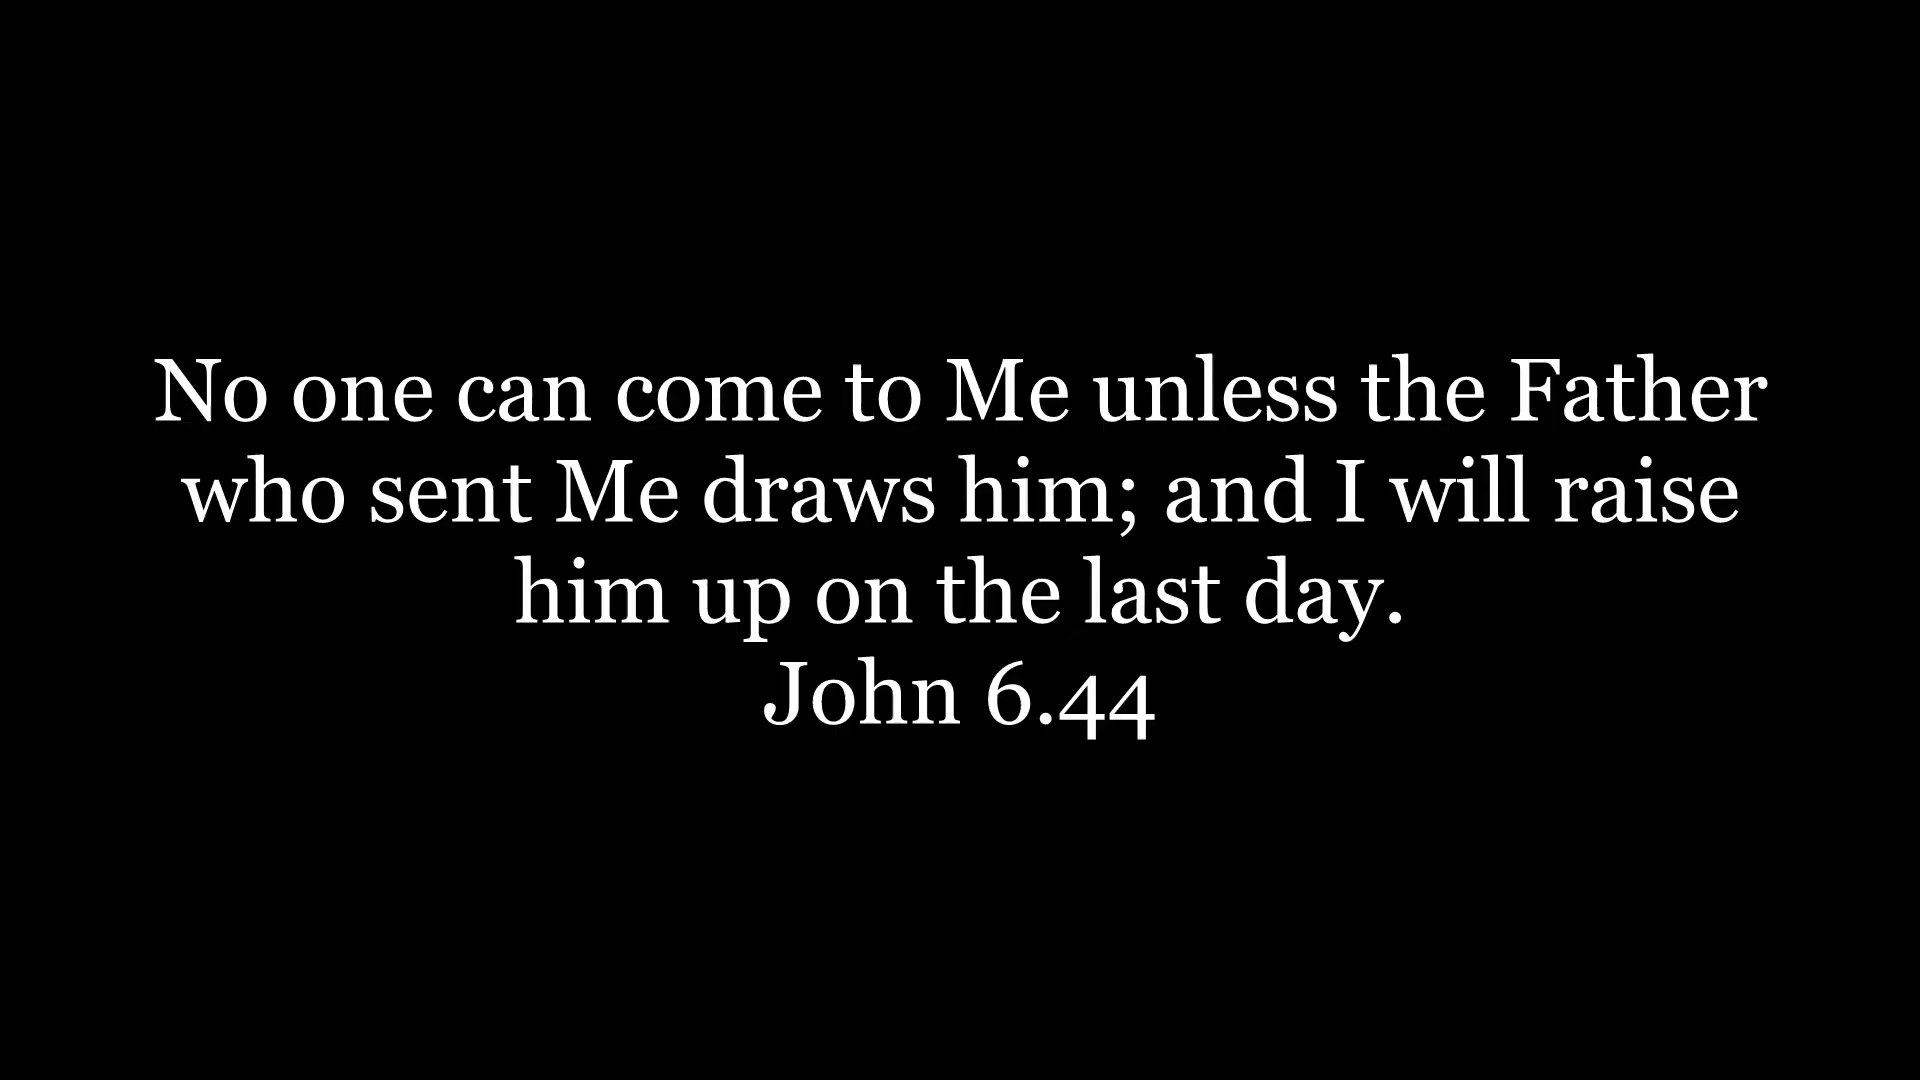 No one can come to Me unless the Father
who sent Me draws him; and I will raise
him up on the last day.
John 6.44